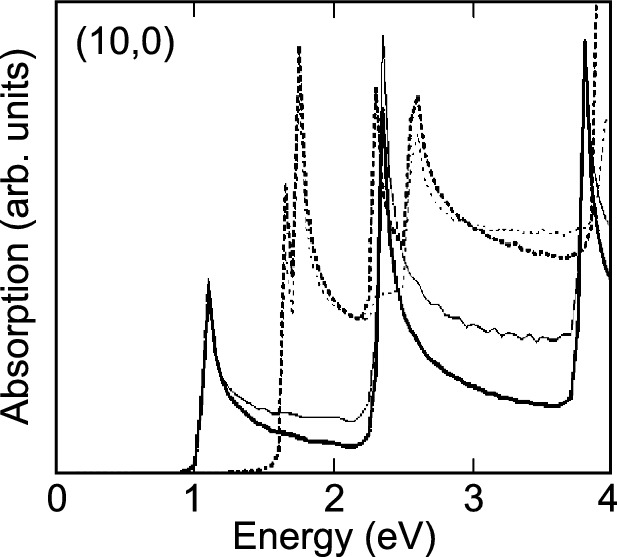 (10,0)
Absorption (arb. units)
0 1 2 3 4
Energy (eV)